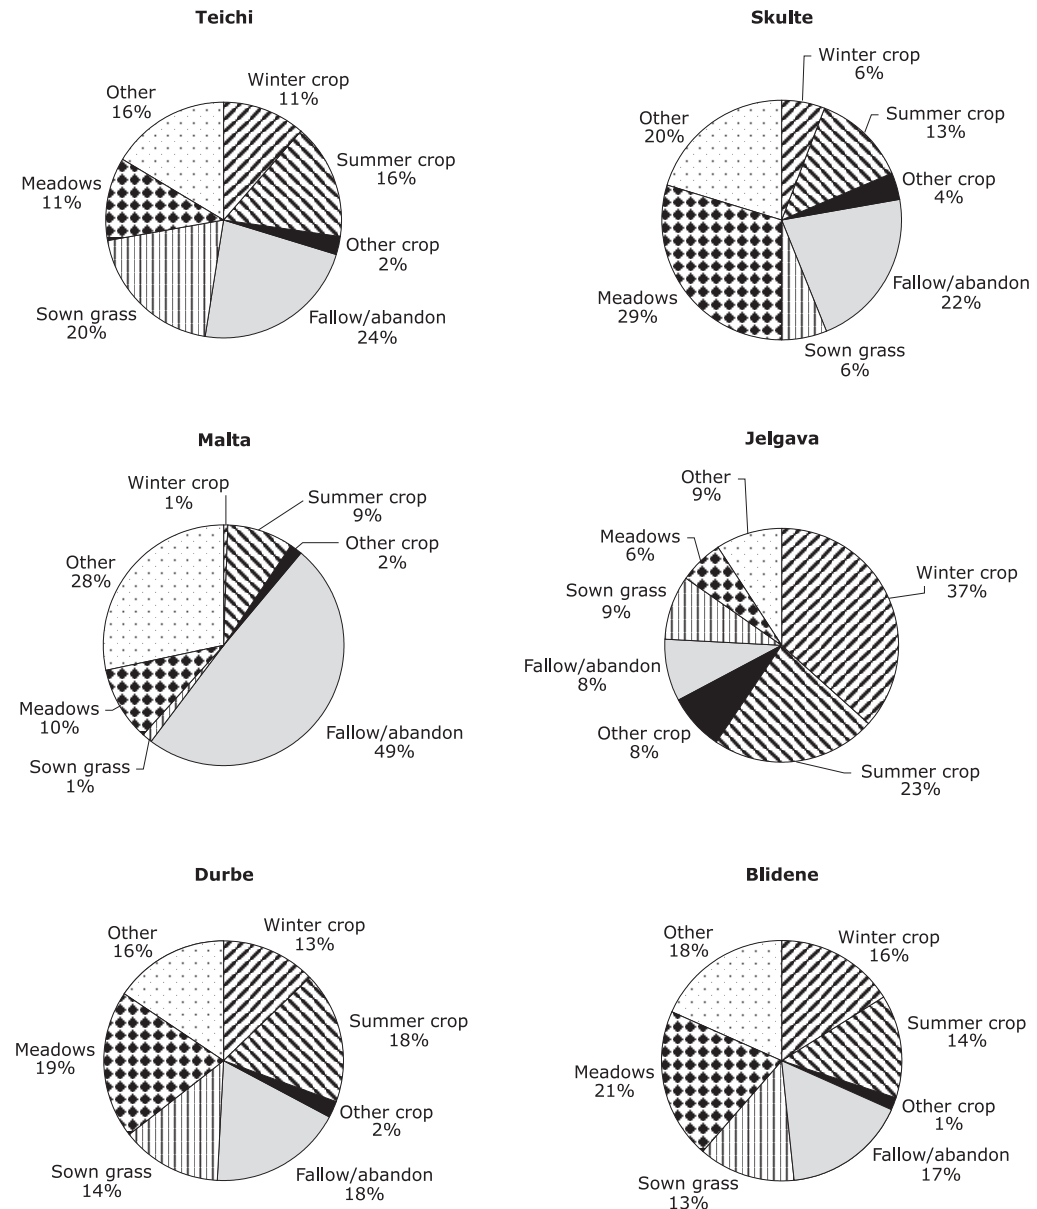 Teichi
Winter crop
11%
Summer crop
16%
Other crop
2%
Fallow/abandon
24%
Sown grass
20%
Meadows
11%
Other
16%
Skulte
Winter crop
6%
Summer crop
13%
Other crop
4%
Fallow/abandon
22%
Sown grass
6%
Meadows
29%
Other
20%
Malta
Winter crop
1%
Summer crop
9%
Other crop
2%
Fallow/abandon
49%
Sown grass
1%
Meadows
10%
Other
28%
Jelgava
Winter crop
37%
Summer crop
23%
Other crop
8%
Fallow/abandon
8%
Sown grass
9%
Meadows
6%
Other
9%
Durbe
Winter crop
13%
Summer crop
18%
Other crop
2%
Fallow/abandon
18%
Sown grass
14%
Meadows
19%
Other
16%
Blidene
Winter crop
16%
Summer crop
14%
Other crop
1%
Fallow/abandon
17%
Sown grass
13%
Meadows
21%
Other
18%